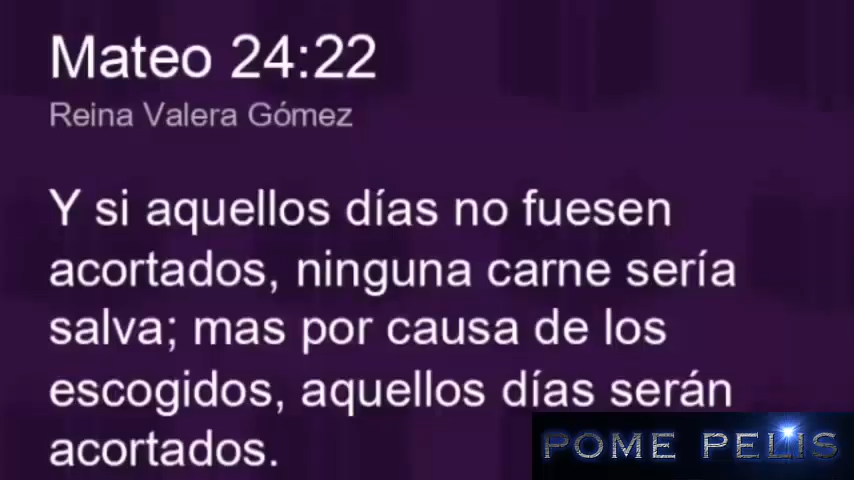 Mateo 24:22
Reina Valera Gómez
Y si aquellos días no fuesen
acortados, ninguna carne sería
salva; mas por causa de los
escogidos, aquellos días serán
acortados.
POME PELIS